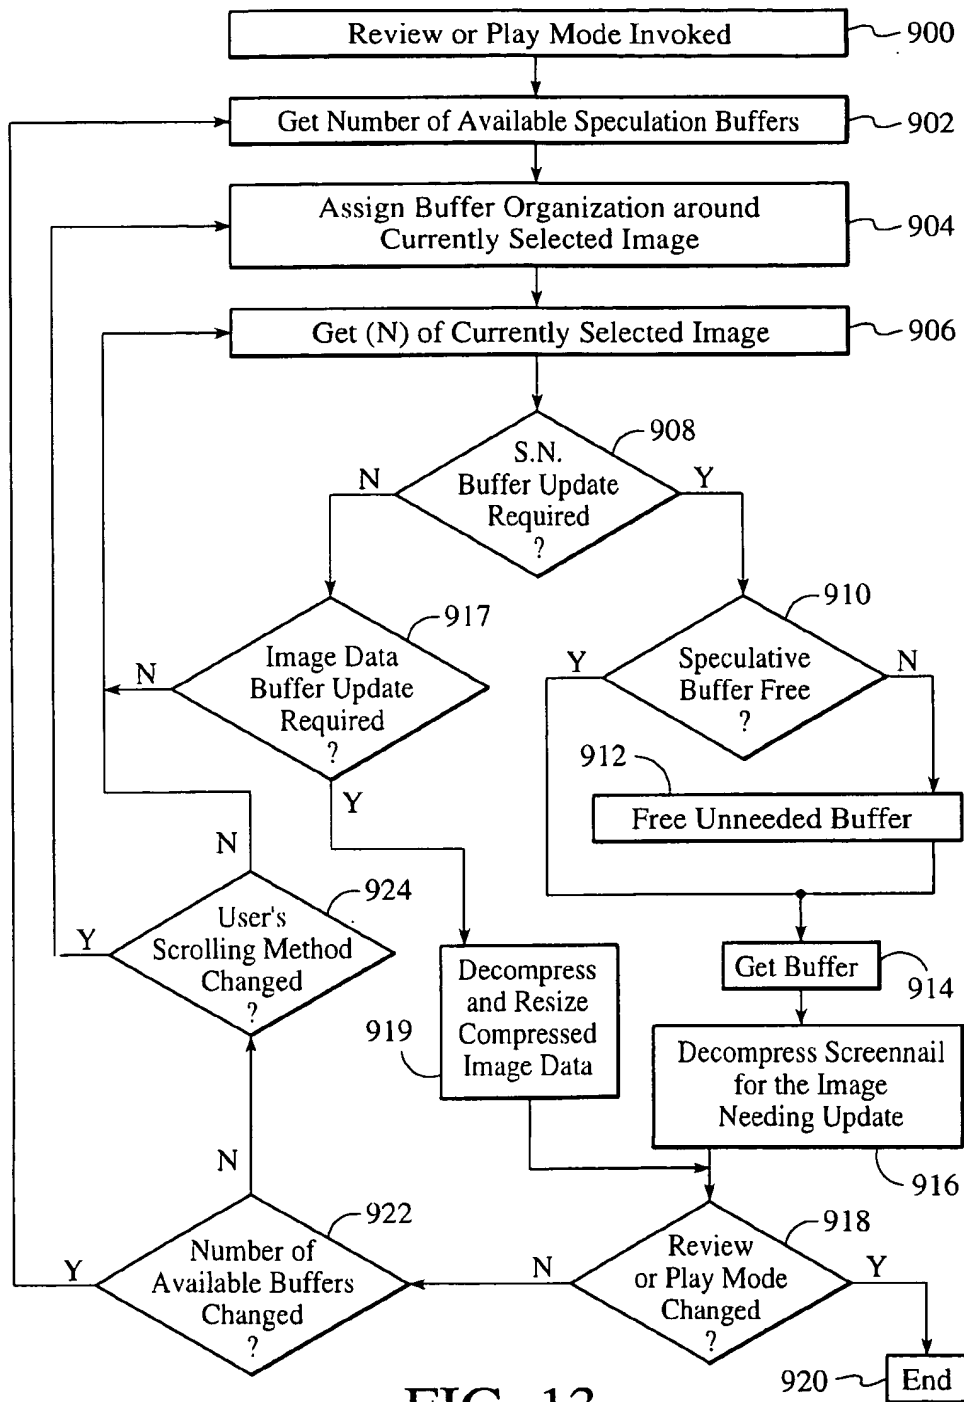 Review or Play Mode Invoked
900
Get Number of Available Speculation Buffers
902
Assign Buffer Organization around
Currently Selected Image
904
Get (N) of Currently Selected Image
906
908
S.N.
Buffer Update
Required
?
N
Y
917
Image Data
Buffer Update
Required
?
N
Y
910
Speculative
Buffer Free
?
Y
N
912
Free Unneeded Buffer
924
User's
Scrolling Method
Changed
?
N
Y
Get Buffer
914
919
Decompress
and Resize
Compressed
Image Data
Decompress Screennail
for the Image
Needing Update
916
922
Number of
Available Buffers
Changed
?
N
Y
918
Review
or Play Mode
Changed
?
N
Y
920
End
FIG. 13